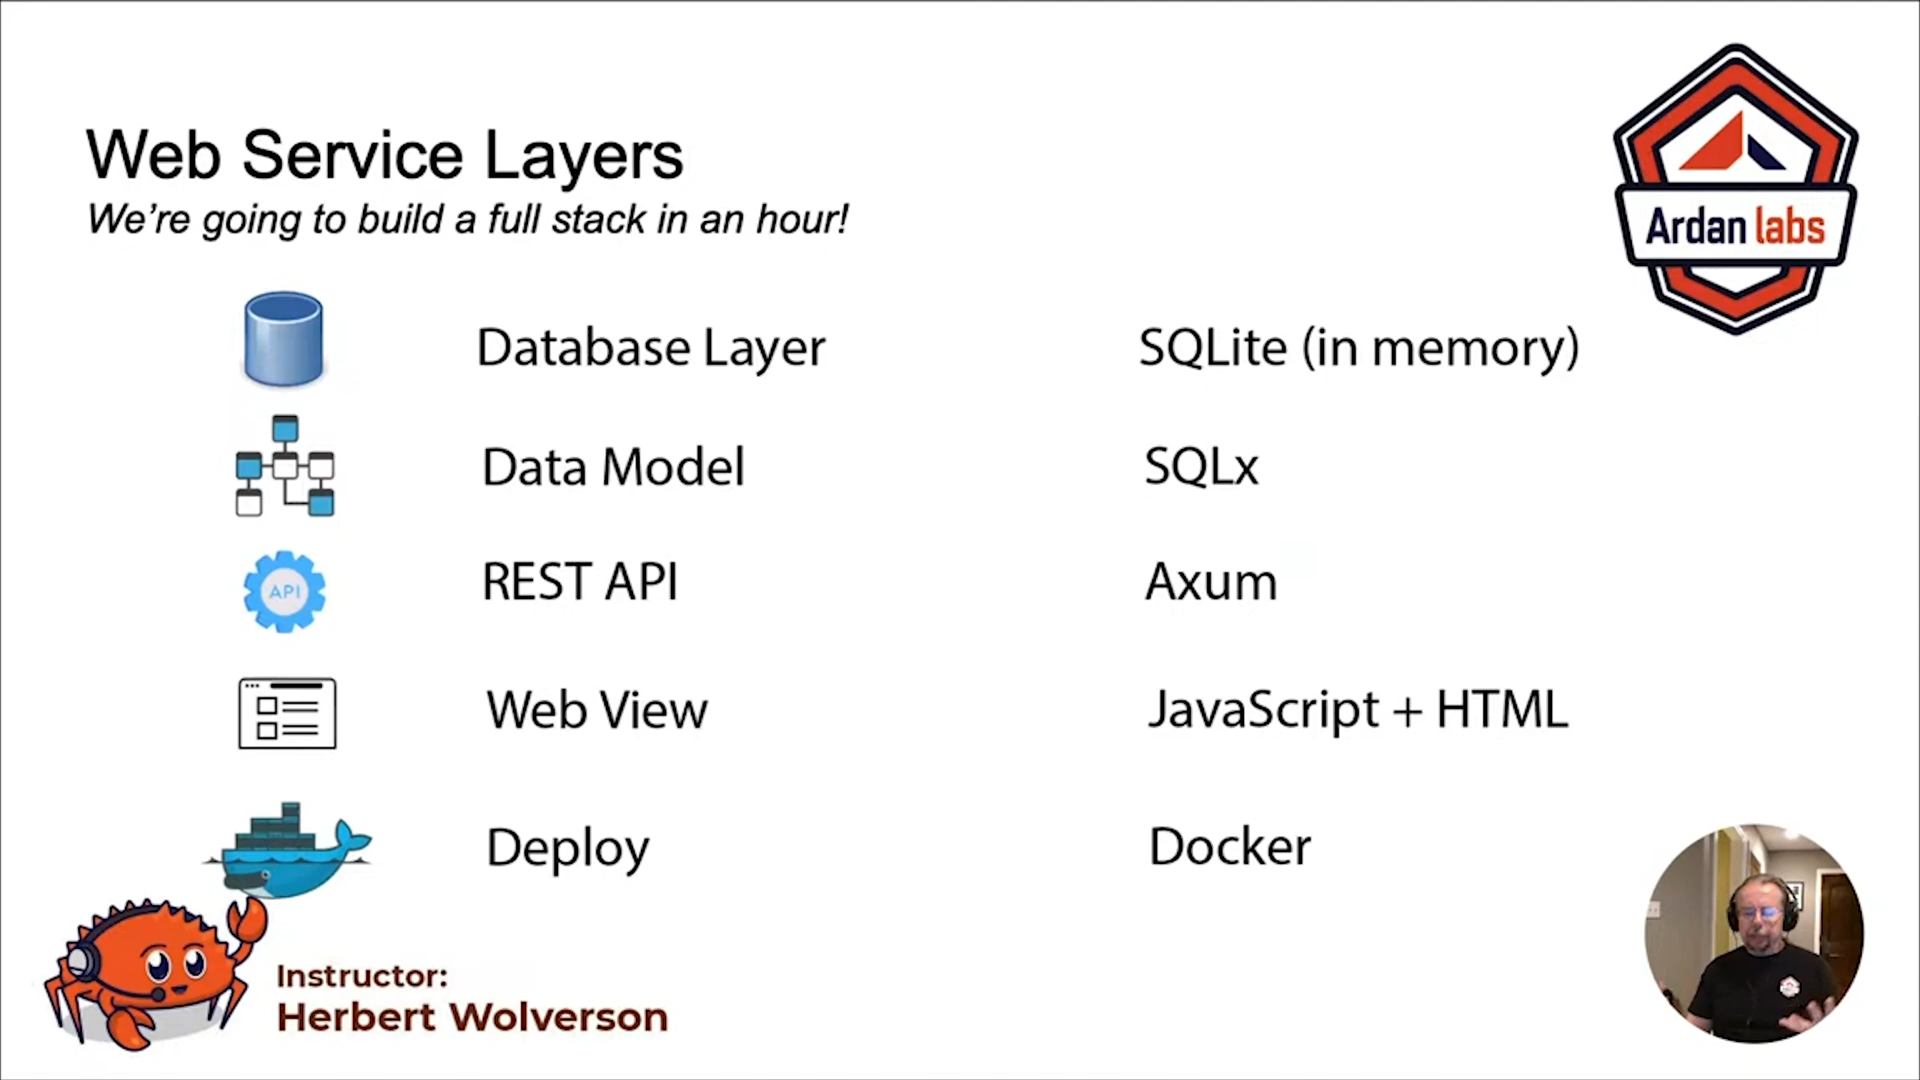 Web Service Layers
We're going to build a full stack in an hour!
Ardan labs
Database Layer SQLite (in memory)
Data Model SQLx
API
REST API Axum
Web View JavaScript + HTML
Deploy Docker
Instructor:
Herbert Wolverson